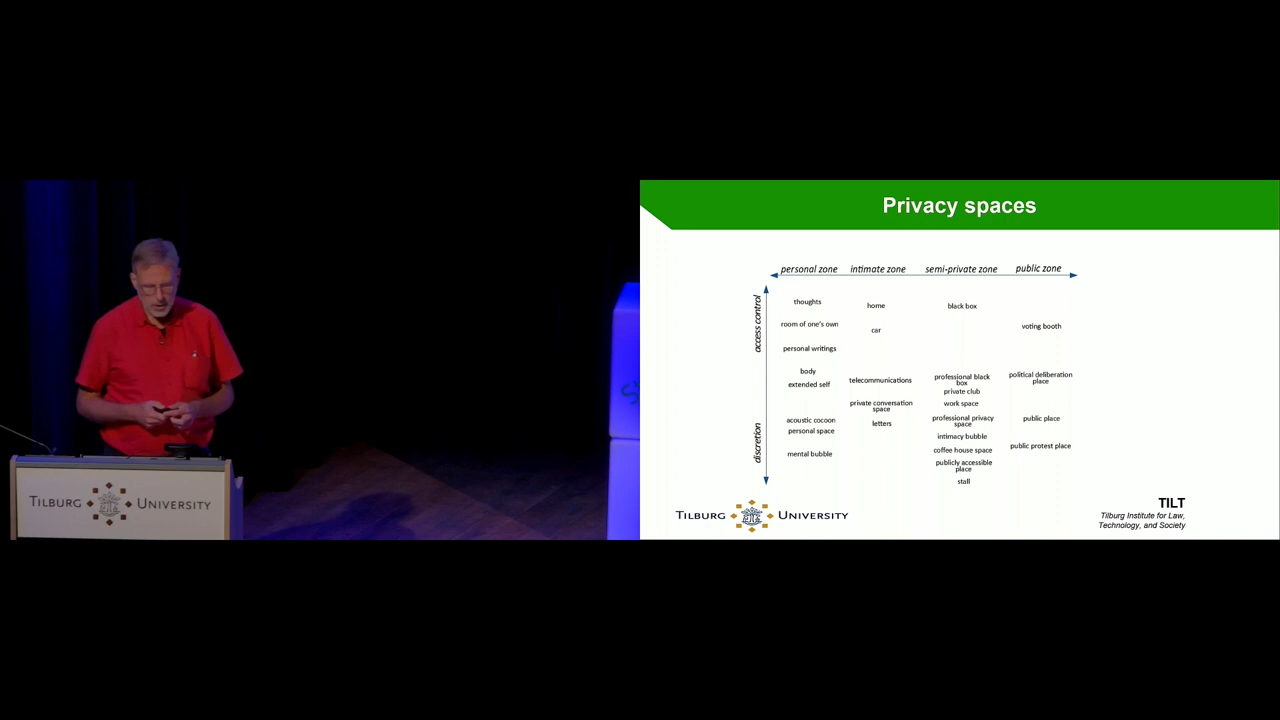 TILBURG UNIVERSITY
Privacy spaces
personal zone intimate zone semi-private zone public zone
access control
discretion
thoughts
room of one's own
personal writings
body
extended self
acoustic cocoon
personal space
mental bubble
home
car
telecommunications
private conversation
space
letters
black box
professional black
box
private club
work space
professional privacy
space
intimacy bubble
coffee house space
publicly accessible
place
stall
voting booth
political deliberation
place
public place
public protest place
TILBURG UNIVERSITY
TILT
Tilburg Institute for Law,
Technology, and Society